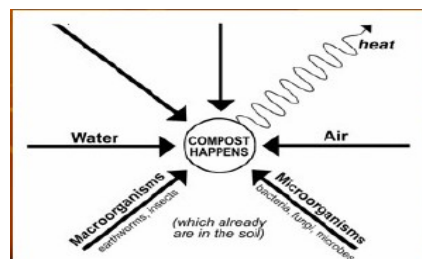 heat
Water
COMPOST
HAPPENS
Air
Macroorganisms
earthworms, insects
(which already
are in the soil)
Microorganisms
bacteria, fungi, microbes